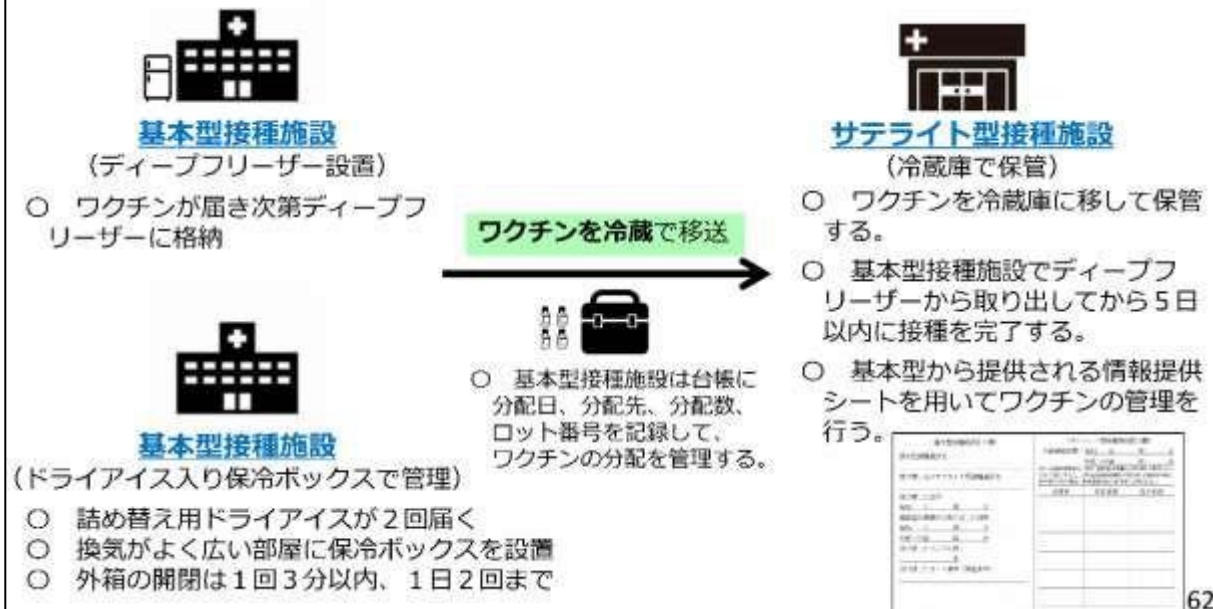 基本型接種施設
（ディープフリーザー設置）
○　ワクチンが届き次第ディープフ
リーザーに格納
基本型接種施設
（ドライアイス入り保冷ボックスで管理）
○　詰め替え用ドライアイスが２回届く
○　換気がよく広い部屋に保冷ボックスを設置
○　外箱の開閉は１回３分以内、１日２回まで
ワクチンを冷蔵で移送
○　基本型接種施設は台帳に
分配日、分配先、分配数、
ロット番号を記録して、
ワクチンの分配を管理する。
サテライト型接種施設
（冷蔵庫で保管）
○　ワクチンを冷蔵庫に移して保管
する。
○　基本型接種施設でディープフ
リーザーから取り出してから５日
以内に接種を完了する。
○　基本型から提供される情報提供
シートを用いてワクチンの管理を
行う。
62